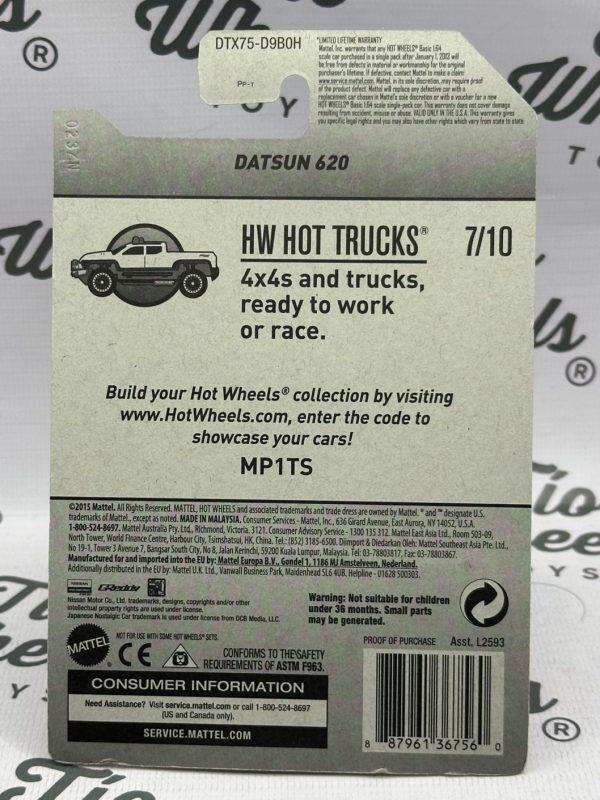 DTX75-D9B0H
Pp-T
*LIMITED LIFETIME WARRANTY
Mattel, Inc. warrants that any HOT WHEELS® Basic 1:64
scale car purchased in a single pack after January 1, 2013 will
be free from defects in material or workmanship for the original
purchaser's lifetime. If defective, contact Mattel to make a claim:
www.service.mattel.com. Mattel, in its sole discretion, may require proof
of the product defect. Mattel will replace any defective car with a
replacement car chosen in Mattel's sole discretion or with a voucher for a new
HOT WHEELS® Basic 1:64 scale single-pack car. This warranty does not cover damage
resulting from accident, misuse or abuse. VALID ONLY IN THE U.S.A. This warranty gives
you specific legal rights and you may also have other rights which vary from state to state.
DATSUN 620
HW HOT TRUCKS® 7/10
4x4s and trucks,
ready to work
or race.
Build your Hot Wheels® collection by visiting
www.HotWheels.com, enter the code to
showcase your cars!
MP1TS
©2015 Mattel. All Rights Reserved. MATTEL, HOT WHEELS and associated trademarks and trade dress are owned by Mattel. ® and ™ designate U.S.
trademarks of Mattel, except as noted. MADE IN MALAYSIA. Consumer Services - Mattel, Inc., 636 Girard Avenue, East Aurora, NY 14052, U.S.A.
1-800-524-8697. Mattel Australia Pty. Ltd., Richmond, Victoria. 3121. Consumer Advisory Service - 1300 135 312. Mattel East Asia Ltd., Room 503-09,
North Tower, World Finance Centre, Harbour City, Tsimshatsui, HK, China. Tel.: (852) 3185-6500. Diimport & Diedarkan Oleh: Mattel Southeast Asia Pte. Ltd.,
No 19-1, Tower 3 Avenue 7, Bangsar South City, No 8, Jalan Kerinchi, 59200 Kuala Lumpur, Malaysia. Tel: 03-78803817, Fax: 03-78803867.
Manufactured for and imported into the EU by: Mattel Europa B.V., Gondel 1, 1186 MJ Amstelveen, Nederland.
Additionally distributed in the EU by: Mattel U.K. Ltd., Vanwall Business Park, Maidenhead SL6 4UB. Helpline - 01628 500303.
NISSAN
GReddy
Nissan Motor Co., Ltd. trademarks, designs, copyrights and/or other
intellectual property rights are used under license.
Japanese Nostalgic Car trademark is used under license from DCB Media, LLC.
Warning: Not suitable for children
under 36 months. Small parts
may be generated.
MATTEL
NOT FOR USE WITH SOME HOT WHEELS® SETS.
CE
CONFORMS TO THE SAFETY
REQUIREMENTS OF ASTM F963.
PROOF OF PURCHASE Asst. L2593
CONSUMER INFORMATION
Need Assistance? Visit service.mattel.com or call 1-800-524-8697
(US and Canada only).
SERVICE.MATTEL.COM
8 87961 36756 0